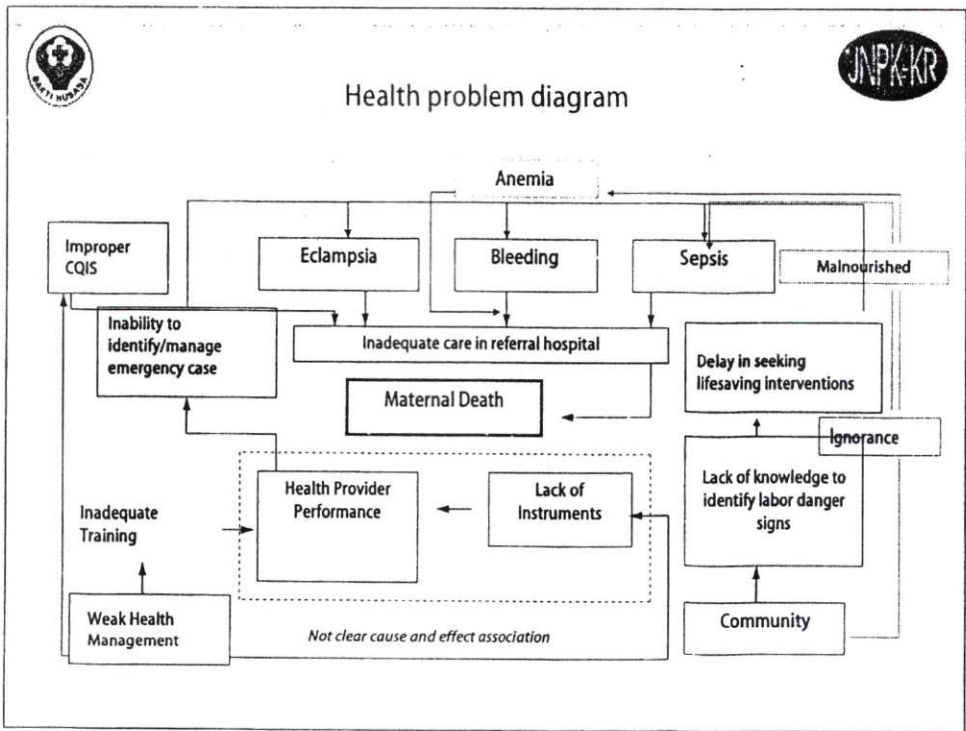 BAKTI HUSADA
JNPK-KR
Health problem diagram
Anemia
Improper
CQIS
Eclampsia
Bleeding
Sepsis
Malnourished
Inability to
identify/manage
emergency case
Inadequate care in referral hospital
Delay in seeking
lifesaving interventions
Maternal Death
Ignorance
Health Provider
Performance
Lack of
Instruments
Lack of knowledge to
identify labor danger
signs
Inadequate
Training
Weak Health
Management
Not clear cause and effect association
Community